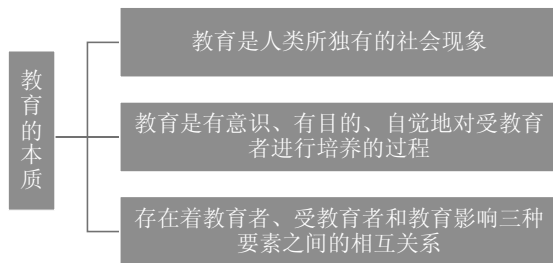 教育的本质
教育是人类所独有的社会现象
教育是有意识、有目的、自觉地对受教育
者进行培养的过程
存在着教育者、受教育者和教育影响三种
要素之间的相互关系